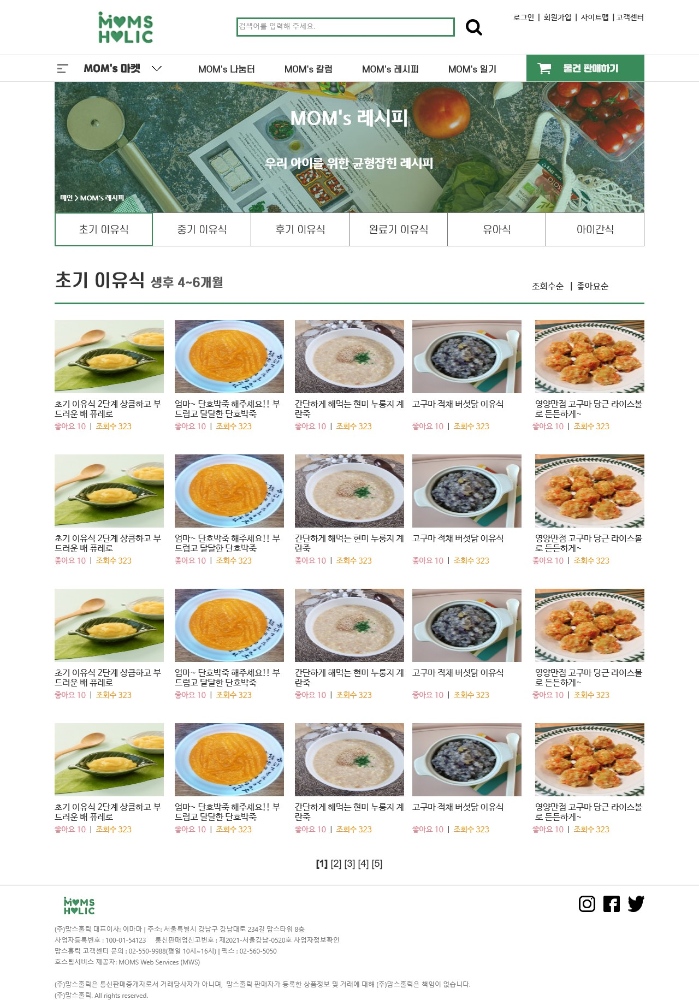 MOMS
HOLIC
검색어를 입력해 주세요.
로그인 | 회원가입 | 사이트맵 | 고객센터
MOM's 마켓
MOM's 나눔터
MOM's 칼럼
MOM's 레시피
MOM's 일기
물건 판매하기
MOM's 레시피
우리 아이를 위한 균형잡힌 레시피
메인 > MOM's 레시피
초기 이유식
중기 이유식
후기 이유식
완료기 이유식
유아식
아이간식
초기 이유식 생후 4~6개월
조회수순 | 좋아요순
초기 이유식 2단계 상큼하고 부
드러운 배 퓨레로
좋아요 10 | 조회수 323
엄마~ 단호박죽 해주세요!! 부
드럽고 달달한 단호박죽
좋아요 10 | 조회수 323
간단하게 해먹는 현미 누룽지 계
란죽
좋아요 10 | 조회수 323
고구마 적채 버섯닭 이유식
좋아요 10 | 조회수 323
영양만점 고구마 당근 라이스볼
로 든든하게~
좋아요 10 | 조회수 323
초기 이유식 2단계 상큼하고 부
드러운 배 퓨레로
좋아요 10 | 조회수 323
엄마~ 단호박죽 해주세요!! 부
드럽고 달달한 단호박죽
좋아요 10 | 조회수 323
간단하게 해먹는 현미 누룽지 계
란죽
좋아요 10 | 조회수 323
고구마 적채 버섯닭 이유식
좋아요 10 | 조회수 323
영양만점 고구마 당근 라이스볼
로 든든하게~
좋아요 10 | 조회수 323
초기 이유식 2단계 상큼하고 부
드러운 배 퓨레로
좋아요 10 | 조회수 323
엄마~ 단호박죽 해주세요!! 부
드럽고 달달한 단호박죽
좋아요 10 | 조회수 323
간단하게 해먹는 현미 누룽지 계
란죽
좋아요 10 | 조회수 323
고구마 적채 버섯닭 이유식
좋아요 10 | 조회수 323
영양만점 고구마 당근 라이스볼
로 든든하게~
좋아요 10 | 조회수 323
초기 이유식 2단계 상큼하고 부
드러운 배 퓨레로
좋아요 10 | 조회수 323
엄마~ 단호박죽 해주세요!! 부
드럽고 달달한 단호박죽
좋아요 10 | 조회수 323
간단하게 해먹는 현미 누룽지 계
란죽
좋아요 10 | 조회수 323
고구마 적채 버섯닭 이유식
좋아요 10 | 조회수 323
영양만점 고구마 당근 라이스볼
로 든든하게~
좋아요 10 | 조회수 323
[1] [2] [3] [4] [5]
MOMS
HOLIC
(주)맘스홀릭 대표이사: 이마마 | 주소: 서울특별시 강남구 강남대로 234길 맘스타워 8층
사업자등록번호 : 100-01-54123 통신판매업신고번호 : 제2021-서울강남-0520호 사업자정보확인
맘스홀릭 고객센터 문의 : 02-550-9988(평일 10시~16시) | 팩스 : 02-560-5050
호스팅서비스 제공자: MOMS Web Services (MWS)
(주)맘스홀릭은 통신판매중개자로서 거래당사자가 아니며, 맘스홀릭 판매자가 등록한 상품정보 및 거래에 대해 (주)맘스홀릭은 책임이 없습니다.
(주)맘스홀릭. All rights reserved.